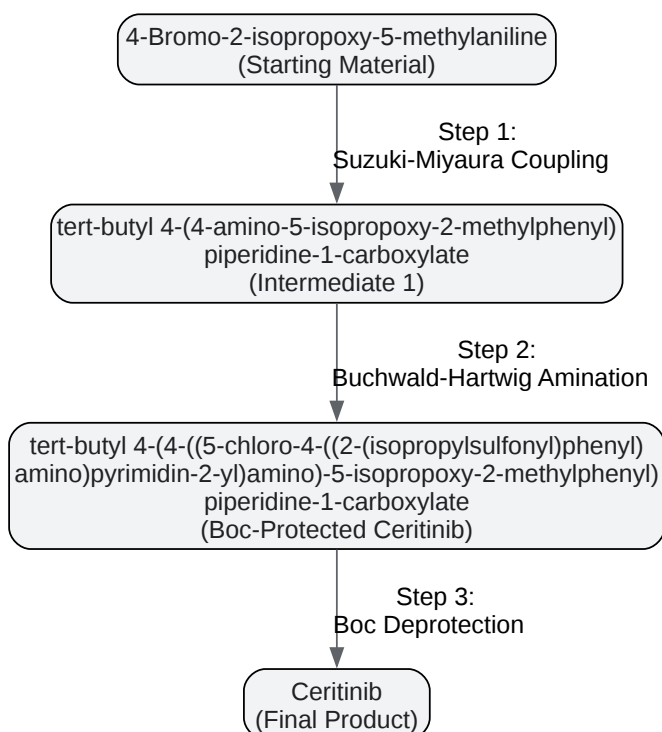 4-Bromo-2-isopropoxy-5-methylaniline
(Starting Material)
Step 1:
Suzuki-Miyaura Coupling
tert-butyl 4-(4-amino-5-isopropoxy-2-methylphenyl)
piperidine-1-carboxylate
(Intermediate 1)
Step 2:
Buchwald-Hartwig Amination
tert-butyl 4-(4-((5-chloro-4-((2-(isopropylsulfonyl)phenyl)
amino)pyrimidin-2-yl)amino)-5-isopropoxy-2-methylphenyl)
piperidine-1-carboxylate
(Boc-Protected Ceritinib)
Step 3:
Boc Deprotection
Ceritinib
(Final Product)